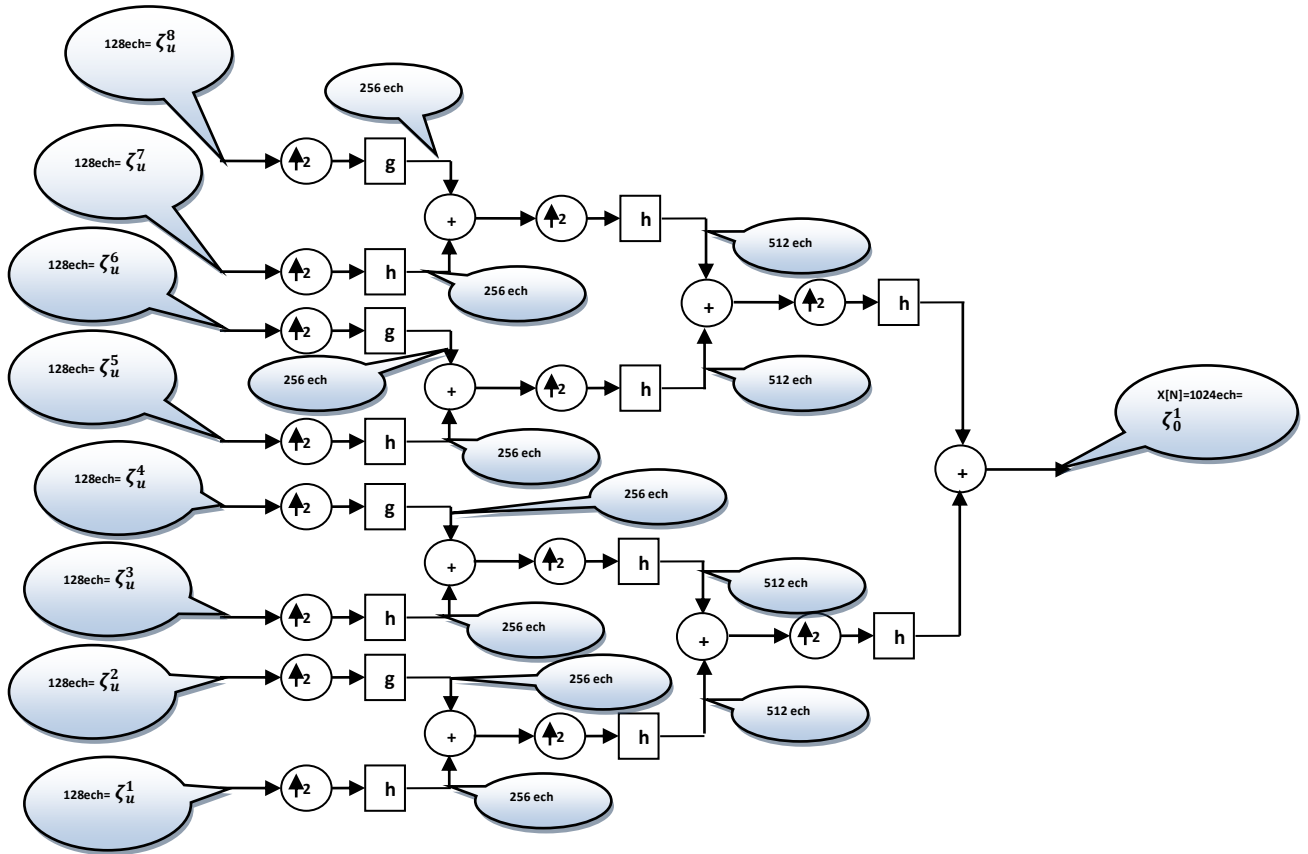 128ech= ζ_u^8
256 ech
128ech= ζ_u^7
2
g
+
2
h
512 ech
128ech= ζ_u^6
2
h
256 ech
+
2
h
128ech= ζ_u^5
2
g
256 ech
+
2
h
512 ech
X[N]=1024ech=
ζ_0^1
2
h
256 ech
+
128ech= ζ_u^4
2
g
256 ech
+
2
h
512 ech
128ech= ζ_u^3
2
h
256 ech
+
2
h
128ech= ζ_u^2
2
g
256 ech
+
2
h
512 ech
128ech= ζ_u^1
2
h
256 ech